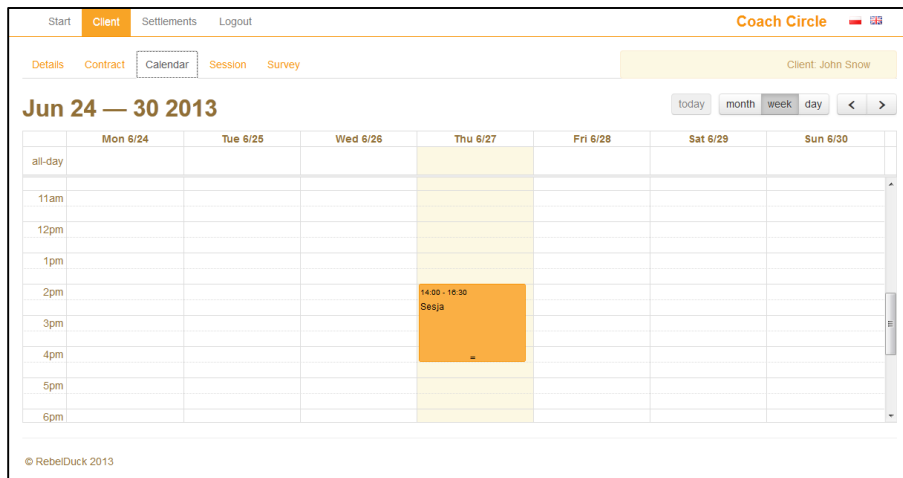 Start Client Settlements Logout Coach Circle
Details Contract Calendar Session Survey Client: John Snow
Jun 24 — 30 2013 today month week day
Mon 6/24 Tue 6/25 Wed 6/26 Thu 6/27 Fri 6/28 Sat 6/29 Sun 6/30
all-day
11am
12pm
1pm
2pm 14:00 - 16:30
Sesja
3pm
4pm
5pm
6pm
© RebelDuck 2013